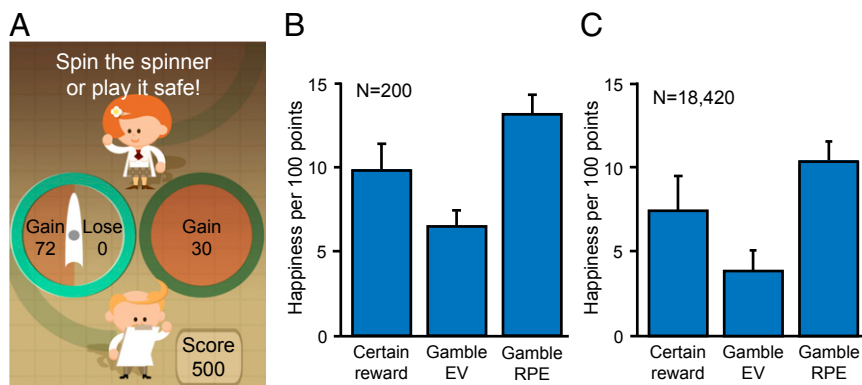 A
Spin the spinner
or play it safe!
Gain
72
Lose
0
Gain
30
Score
500
B
Happiness per 100 points
15
10
5
0
N=200
Certain
reward
Gamble
EV
Gamble
RPE
C
Happiness per 100 points
15
10
5
0
N=18,420
Certain
reward
Gamble
EV
Gamble
RPE